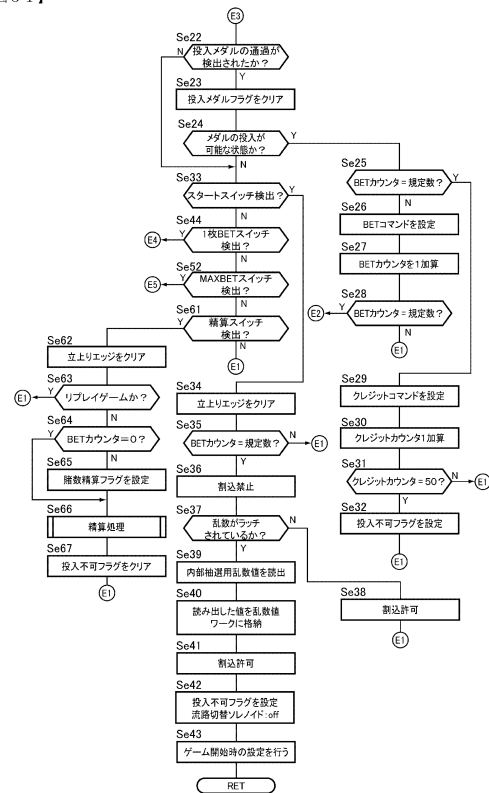 E3
Se22
N
投入メダルの通過が
検出されたか？
Y
Se23
投入メダルフラグをクリア
Se24
メダルの投入が
可能な状態か？
Y
N
Se25
BETカウンタ＝規定数？
Y
N
Se26
BETコマンドを設定
Se27
BETカウンタを1加算
Se28
E2
Y
BETカウンタ＝規定数？
N
E1
Se29
クレジットコマンドを設定
Se30
クレジットカウンタ1加算
Se31
クレジットカウンタ＝50？
N
E1
Y
Se32
投入不可フラグを設定
E1
Se33
スタートスイッチ検出？
Y
N
Se44
E4
Y
1枚BETスイッチ
検出？
N
Se52
E5
Y
MAXBETスイッチ
検出？
N
Se61
Y
精算スイッチ
検出？
N
E1
Se62
立上りエッジをクリア
Se63
E1
Y
リプレイゲームか？
N
Se64
Y
BETカウンタ＝0？
N
Se65
賭数精算フラグを設定
Se66
精算処理
Se67
投入不可フラグをクリア
E1
Se34
立上りエッジをクリア
Se35
BETカウンタ＝規定数？
N
E1
Y
Se36
割込禁止
Se37
乱数がラッチ
されているか？
N
Y
Se38
割込許可
E1
Se39
内部抽選用乱数値を読出
Se40
読み出した値を乱数値
ワークに格納
Se41
割込許可
Se42
投入不可フラグを設定
流路切替ソレノイド：off
Se43
ゲーム開始時の設定を行う
RET